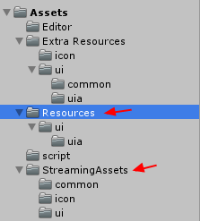 Assets
Editor
Extra Resources
icon
ui
common
uia
Resources
ui
uia
script
StreamingAssets
common
icon
ui